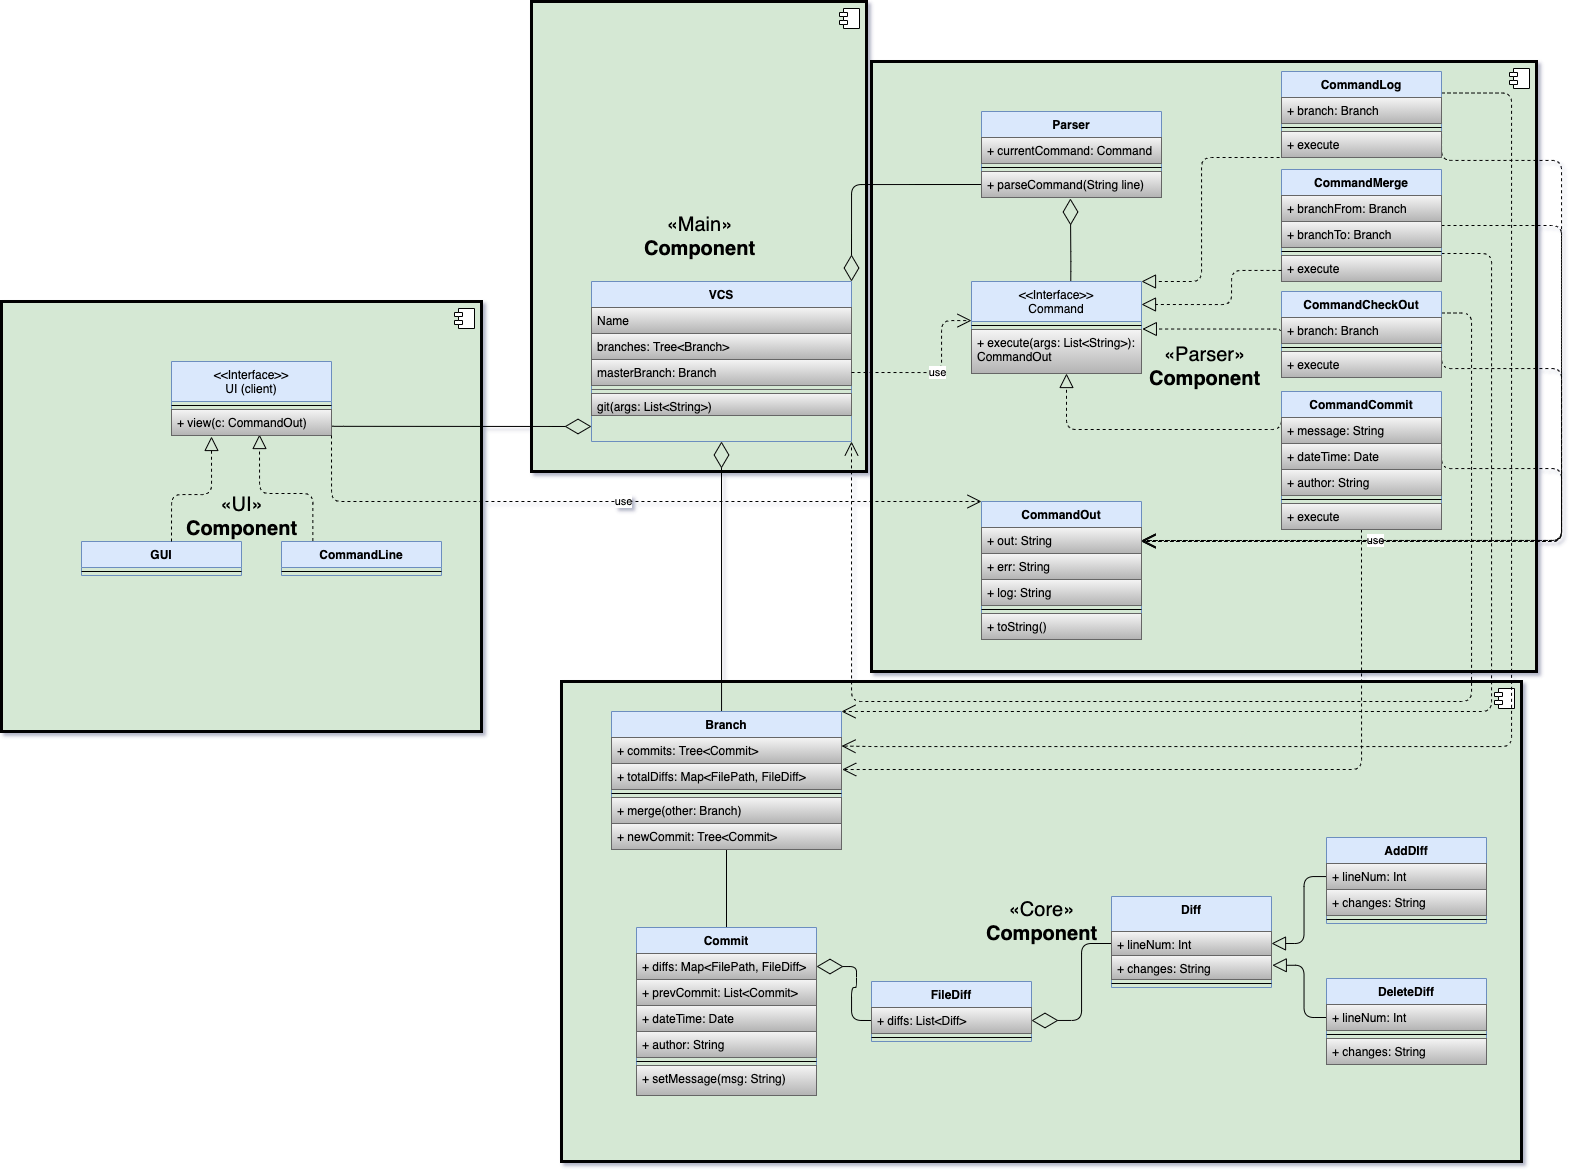 «Main»
Component
VCS
Name
branches: Tree<Branch>
masterBranch: Branch
git(args: List<String>)
<<Interface>>
UI (client)
+ view(c: CommandOut)
«UI»
Component
GUI
CommandLine
use
use
Parser
+ currentCommand: Command
+ parseCommand(String line)
<<Interface>>
Command
+ execute(args: List<String>):
CommandOut
«Parser»
Component
CommandLog
+ branch: Branch
+ execute
CommandMerge
+ branchFrom: Branch
+ branchTo: Branch
+ execute
CommandCheckOut
+ branch: Branch
+ execute
CommandCommit
+ message: String
+ dateTime: Date
+ author: String
+ execute
use
CommandOut
+ out: String
+ err: String
+ log: String
+ toString()
Branch
+ commits: Tree<Commit>
+ totalDiffs: Map<FilePath, FileDiff>
+ merge(other: Branch)
+ newCommit: Tree<Commit>
Commit
+ diffs: Map<FilePath, FileDiff>
+ prevCommit: List<Commit>
+ dateTime: Date
+ author: String
+ setMessage(msg: String)
«Core»
Component
FileDiff
+ diffs: List<Diff>
Diff
+ lineNum: Int
+ changes: String
AddDIff
+ lineNum: Int
+ changes: String
DeleteDiff
+ lineNum: Int
+ changes: String